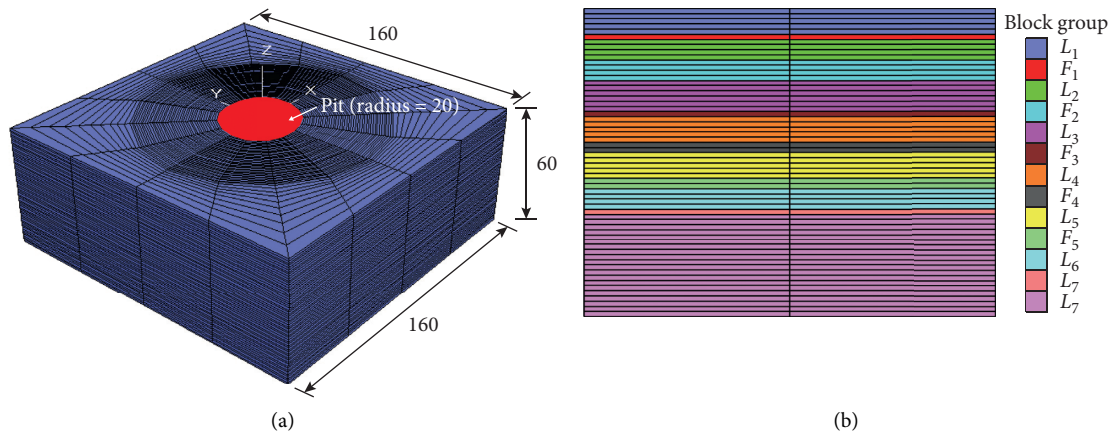 160
Z
Y
X
Pit (radius = 20)
60
160
(a)
Block group
L1
F1
L2
F2
L3
F3
L4
F4
L5
F5
L6
L7
L7
(b)